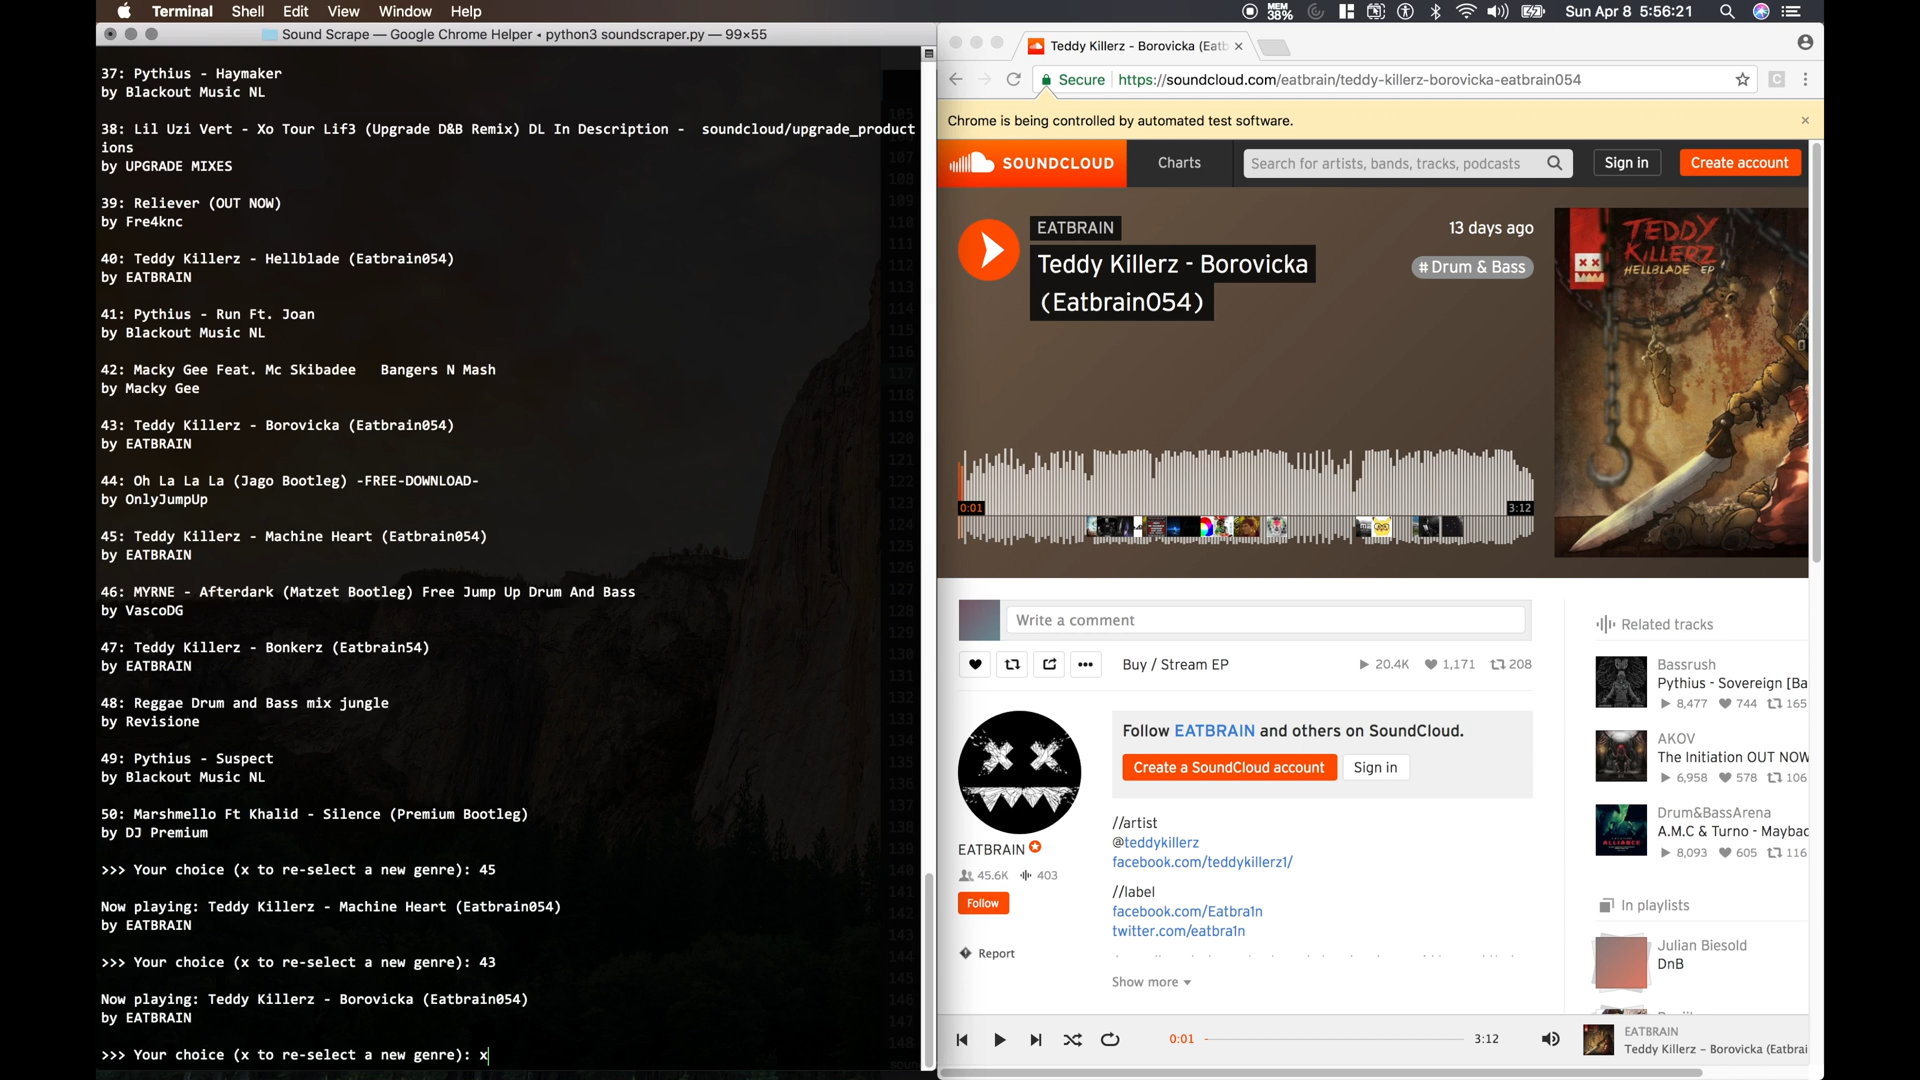 Terminal Shell Edit View Window Help
MEM 38%
Sun Apr 8 5:56:21
Sound Scrape — Google Chrome Helper ◂ python3 soundscraper.py — 99×55
37: Pythius - Haymaker
by Blackout Music NL
38: Lil Uzi Vert - Xo Tour Lif3 (Upgrade D&B Remix) DL In Description -  soundcloud/upgrade_product
ions
by UPGRADE MIXES
39: Reliever (OUT NOW)
by Fre4knc
40: Teddy Killerz - Hellblade (Eatbrain054)
by EATBRAIN
41: Pythius - Run Ft. Joan
by Blackout Music NL
42: Macky Gee Feat. Mc Skibadee   Bangers N Mash
by Macky Gee
43: Teddy Killerz - Borovicka (Eatbrain054)
by EATBRAIN
44: Oh La La La (Jago Bootleg) -FREE-DOWNLOAD-
by OnlyJumpUp
45: Teddy Killerz - Machine Heart (Eatbrain054)
by EATBRAIN
46: MYRNE - Afterdark (Matzet Bootleg) Free Jump Up Drum And Bass
by VascoDG
47: Teddy Killerz - Bonkerz (Eatbrain54)
by EATBRAIN
48: Reggae Drum and Bass mix jungle
by Revisione
49: Pythius - Suspect
by Blackout Music NL
50: Marshmello Ft Khalid - Silence (Premium Bootleg)
by DJ Premium
>>> Your choice (x to re-select a new genre): 45
Now playing: Teddy Killerz - Machine Heart (Eatbrain054)
by EATBRAIN
>>> Your choice (x to re-select a new genre): 43
Now playing: Teddy Killerz - Borovicka (Eatbrain054)
by EATBRAIN
>>> Your choice (x to re-select a new genre): x
Teddy Killerz - Borovicka (Eatb
Secure https://soundcloud.com/eatbrain/teddy-killerz-borovicka-eatbrain054
Chrome is being controlled by automated test software.
SOUNDCLOUD
Charts
Search for artists, bands, tracks, podcasts
Sign in
Create account
EATBRAIN
Teddy Killerz - Borovicka
(Eatbrain054)
13 days ago
# Drum & Bass
TEDDY
KILLERZ
HELLBLADE EP
0:01
3:12
Write a comment
Buy / Stream EP
20.4K 1,171 208
Follow EATBRAIN and others on SoundCloud.
Create a SoundCloud account
Sign in
EATBRAIN
45.6K 403
Follow
Report
//artist
@teddykillerz
facebook.com/teddykillerz1/
//label
facebook.com/Eatbra1n
twitter.com/eatbra1n
Show more
Related tracks
Bassrush
Pythius - Sovereign [Ba
8,477 744 165
AKOV
The Initiation OUT NOW
6,958 578 106
Drum&BassArena
A.M.C & Turno - Maybac
8,093 605 116
In playlists
Julian Biesold
DnB
0:01
3:12
EATBRAIN
Teddy Killerz – Borovicka (Eatbrai